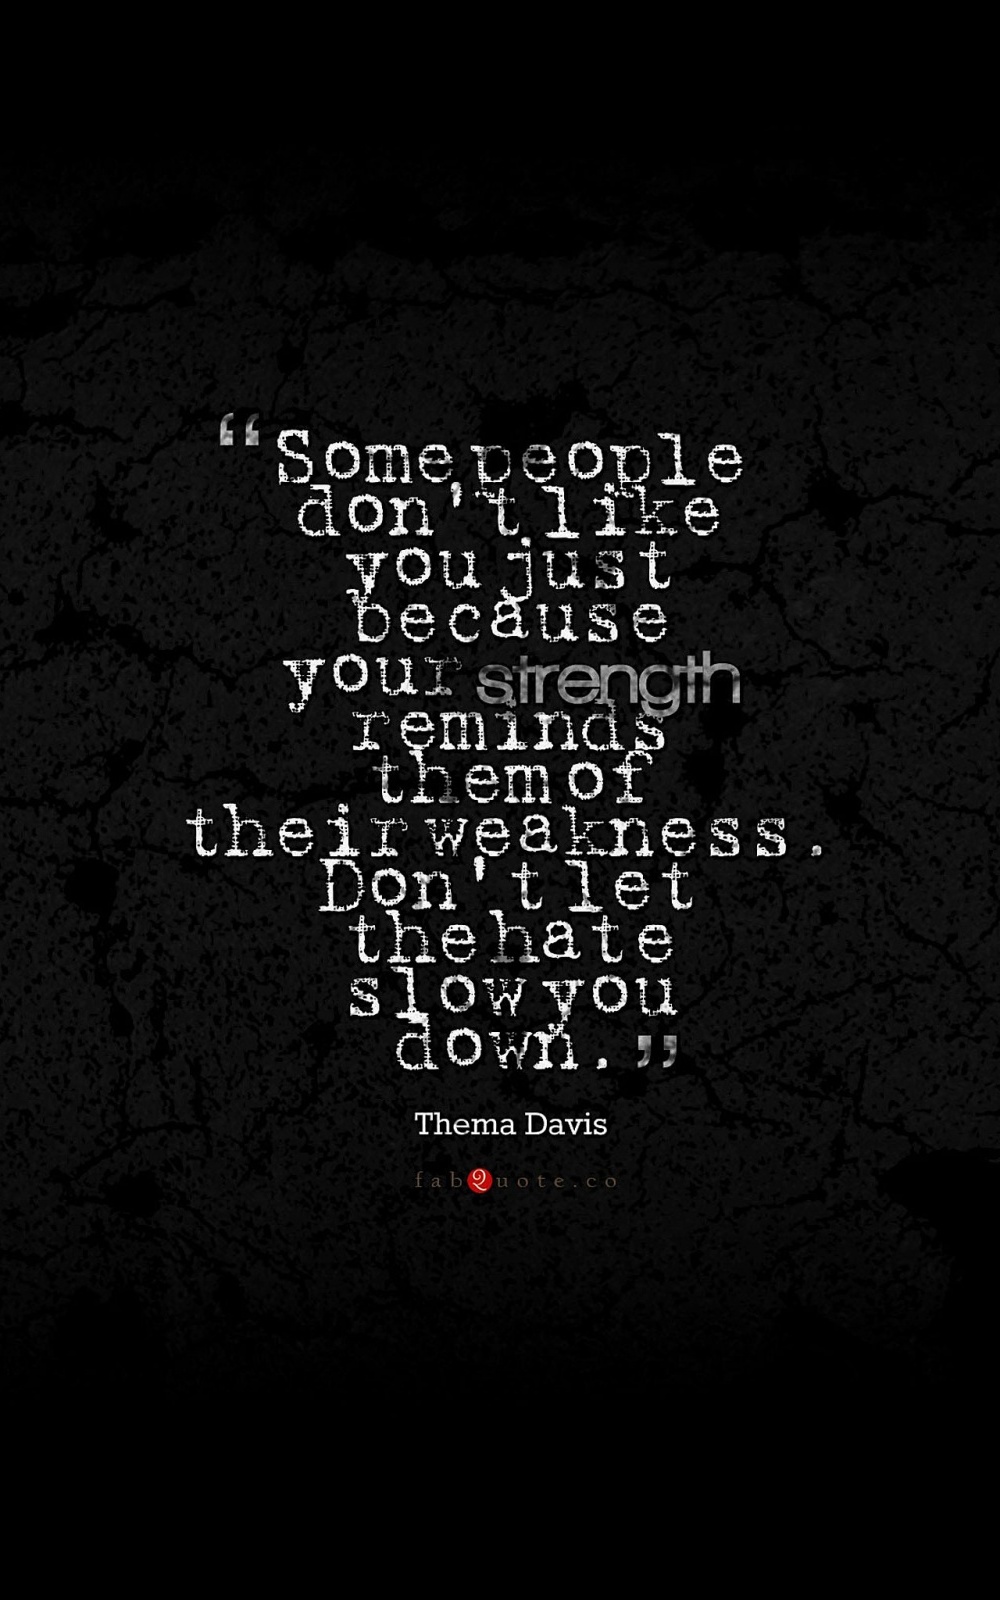 “Some people
don't like
you just
because
your strength
reminds
them of
their weakness.
Don't let
the hate
slow you
down.”
Thema Davis
fabQuote.co